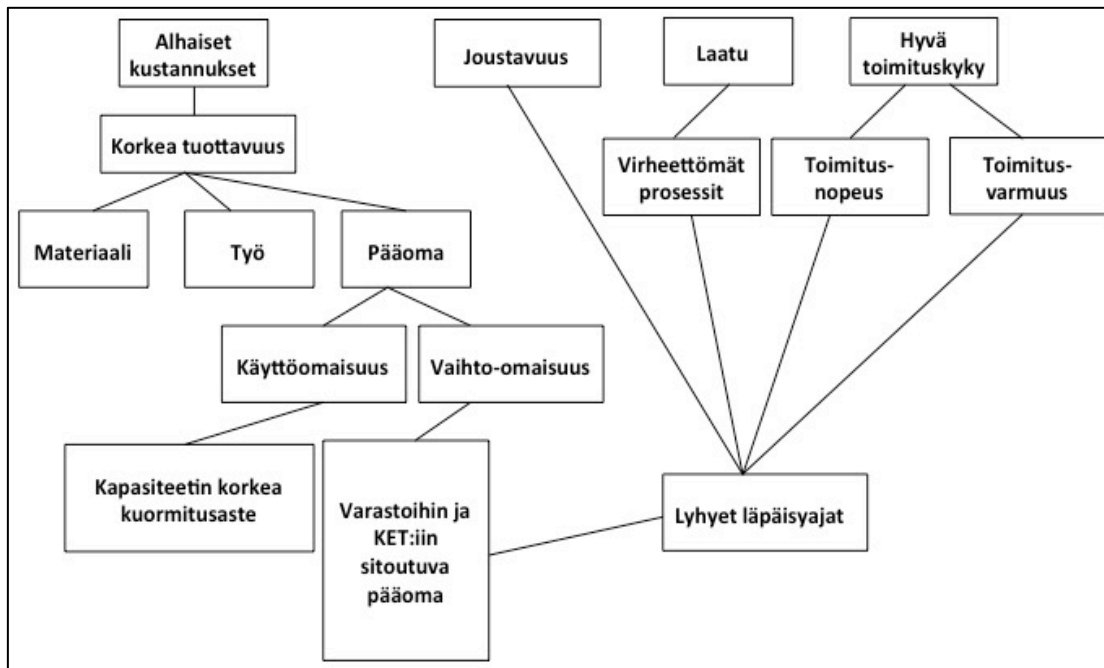 Alhaiset
kustannukset
Joustavuus
Laatu
Hyvä
toimituskyky
Korkea tuottavuus
Virheettömät
prosessit
Toimitus-
nopeus
Toimitus-
varmuus
Materiaali
Työ
Pääoma
Käyttöomaisuus
Vaihto-omaisuus
Kapasiteetin korkea
kuormitusaste
Varastoihin ja
KET:iin
sitoutuva
pääoma
Lyhyet läpäisyajat